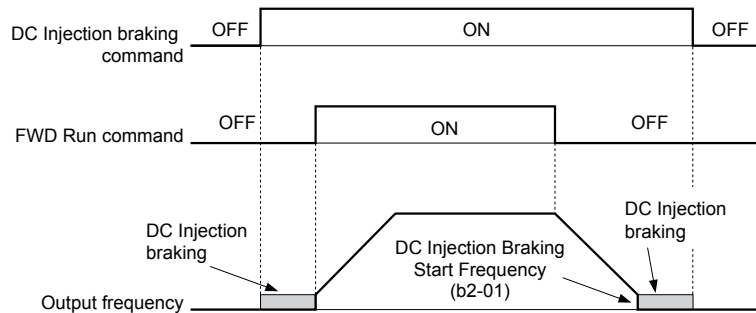 DC Injection braking
command
OFF
ON
OFF
FWD Run command
OFF
ON
OFF
DC Injection
braking
DC Injection Braking
Start Frequency
(b2-01)
DC Injection
braking
Output frequency